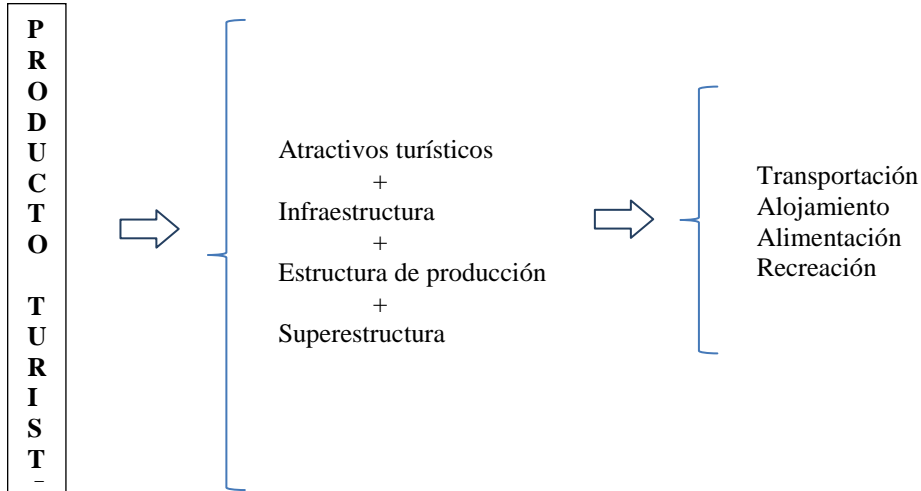 P
R
O
D
U
C
T
O
T
U
R
I
S
T
Atractivos turísticos
+
Infraestructura
+
Estructura de producción
+
Superestructura
Transportación
Alojamiento
Alimentación
Recreación